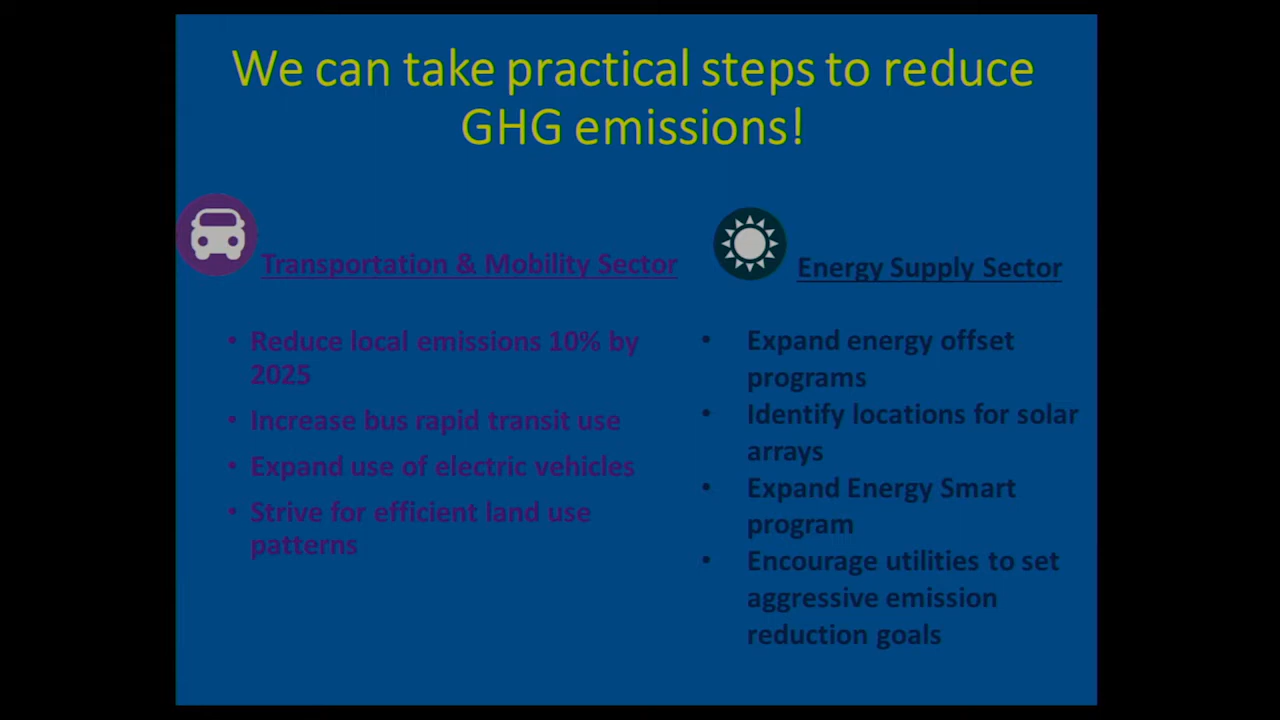 We can take practical steps to reduce
GHG emissions!
Transportation & Mobility Sector
• Reduce local emissions 10% by
2025
• Increase bus rapid transit use
• Expand use of electric vehicles
• Strive for efficient land use
patterns
Energy Supply Sector
• Expand energy offset
programs
• Identify locations for solar
arrays
• Expand Energy Smart
program
• Encourage utilities to set
aggressive emission
reduction goals